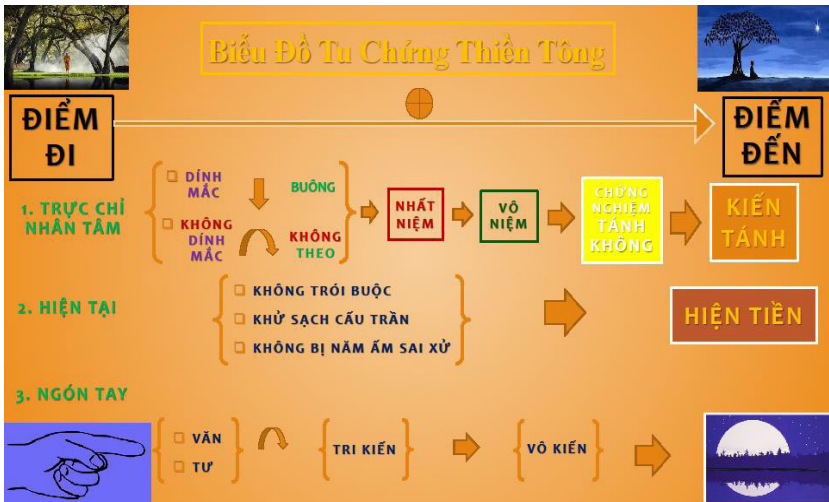 Biểu Đồ Tu Chứng Thiền Tông
ĐIỂM
ĐI
ĐIỂM
ĐẾN
1. TRỰC CHỈ
NHÂN TÂM
DÍNH
MẮC
BUÔNG
KHÔNG
DÍNH
MẮC
KHÔNG
THEO
NHẤT
NIỆM
VÔ
NIỆM
CHỨNG
NGHIỆM
TÁNH
KHÔNG
KIẾN
TÁNH
2. HIỆN TẠI
KHÔNG TRÓI BUỘC
KHỬ SẠCH CẤU TRẦN
KHÔNG BỊ NĂM ẤM SAI XỬ
HIỆN TIỀN
3. NGÓN TAY
VĂN
TƯ
TRI KIẾN
VÔ KIẾN